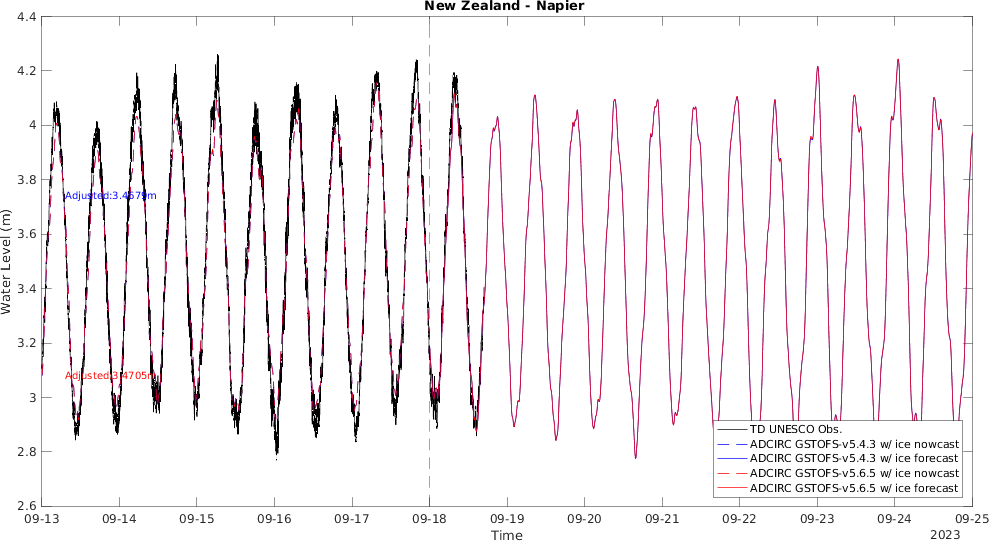 New Zealand - Napier
4.4
4.2
4
3.8
3.6
3.4
3.2
3
2.8
2.6
Water Level (m)
Adjusted:3.4679m
Adjusted:3.4705m
TD UNESCO Obs.
ADCIRC GSTOFS-v5.4.3 w/ ice nowcast
ADCIRC GSTOFS-v5.4.3 w/ ice forecast
ADCIRC GSTOFS-v5.6.5 w/ ice nowcast
ADCIRC GSTOFS-v5.6.5 w/ ice forecast
09-13 09-14 09-15 09-16 09-17 09-18 09-19 09-20 09-21 09-22 09-23 09-24 09-25
Time
2023